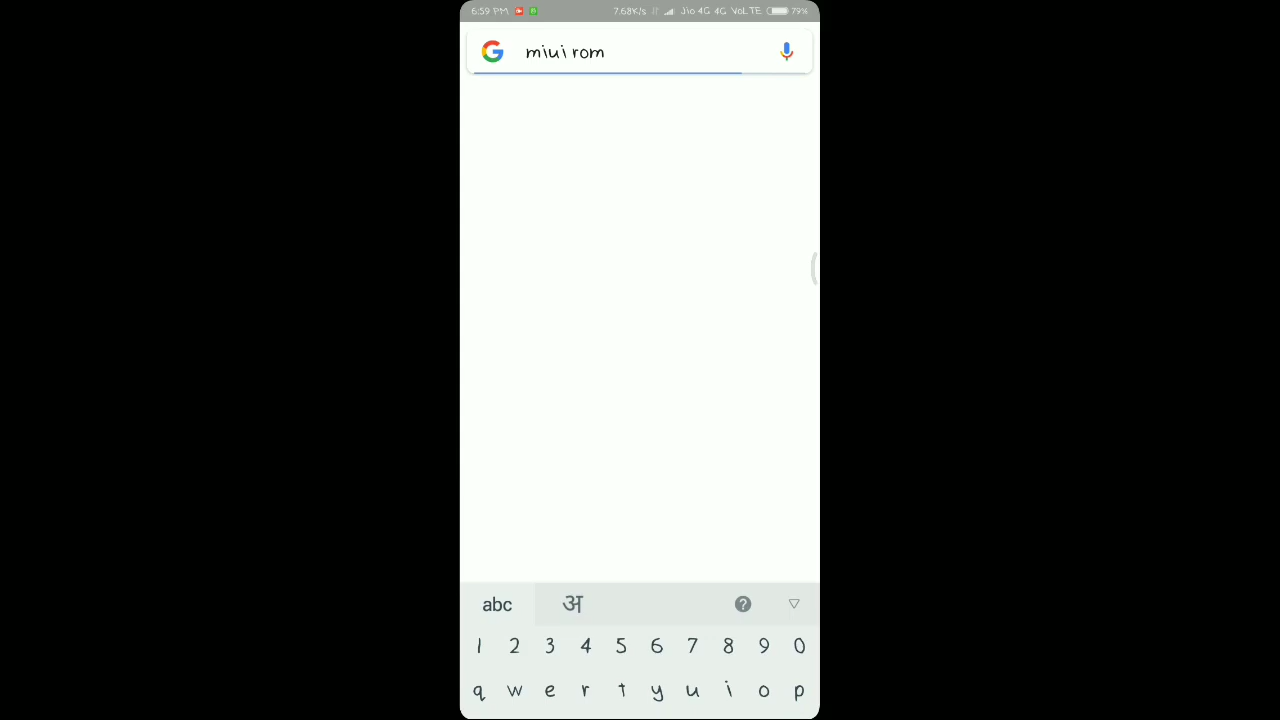 6:59 PM 7.68K/s Jio 4G 4G VoLTE 79%
miui rom
abc अ ?
1 2 3 4 5 6 7 8 9 0
q w e r t y u i o p